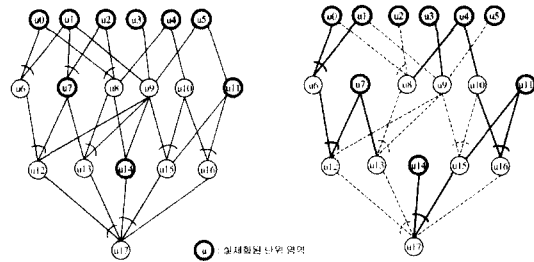 u0 u1 u2 u3 u4 u5 u0 u1 u2 u3 u4 u5
u6 u7 u8 u9 u10 u11 u6 u7 u8 u9 u10 u11
u12 u13 u14 u15 u16 u12 u13 u14 u15 u16
u17 u17
u : 실체화된 단위 영역